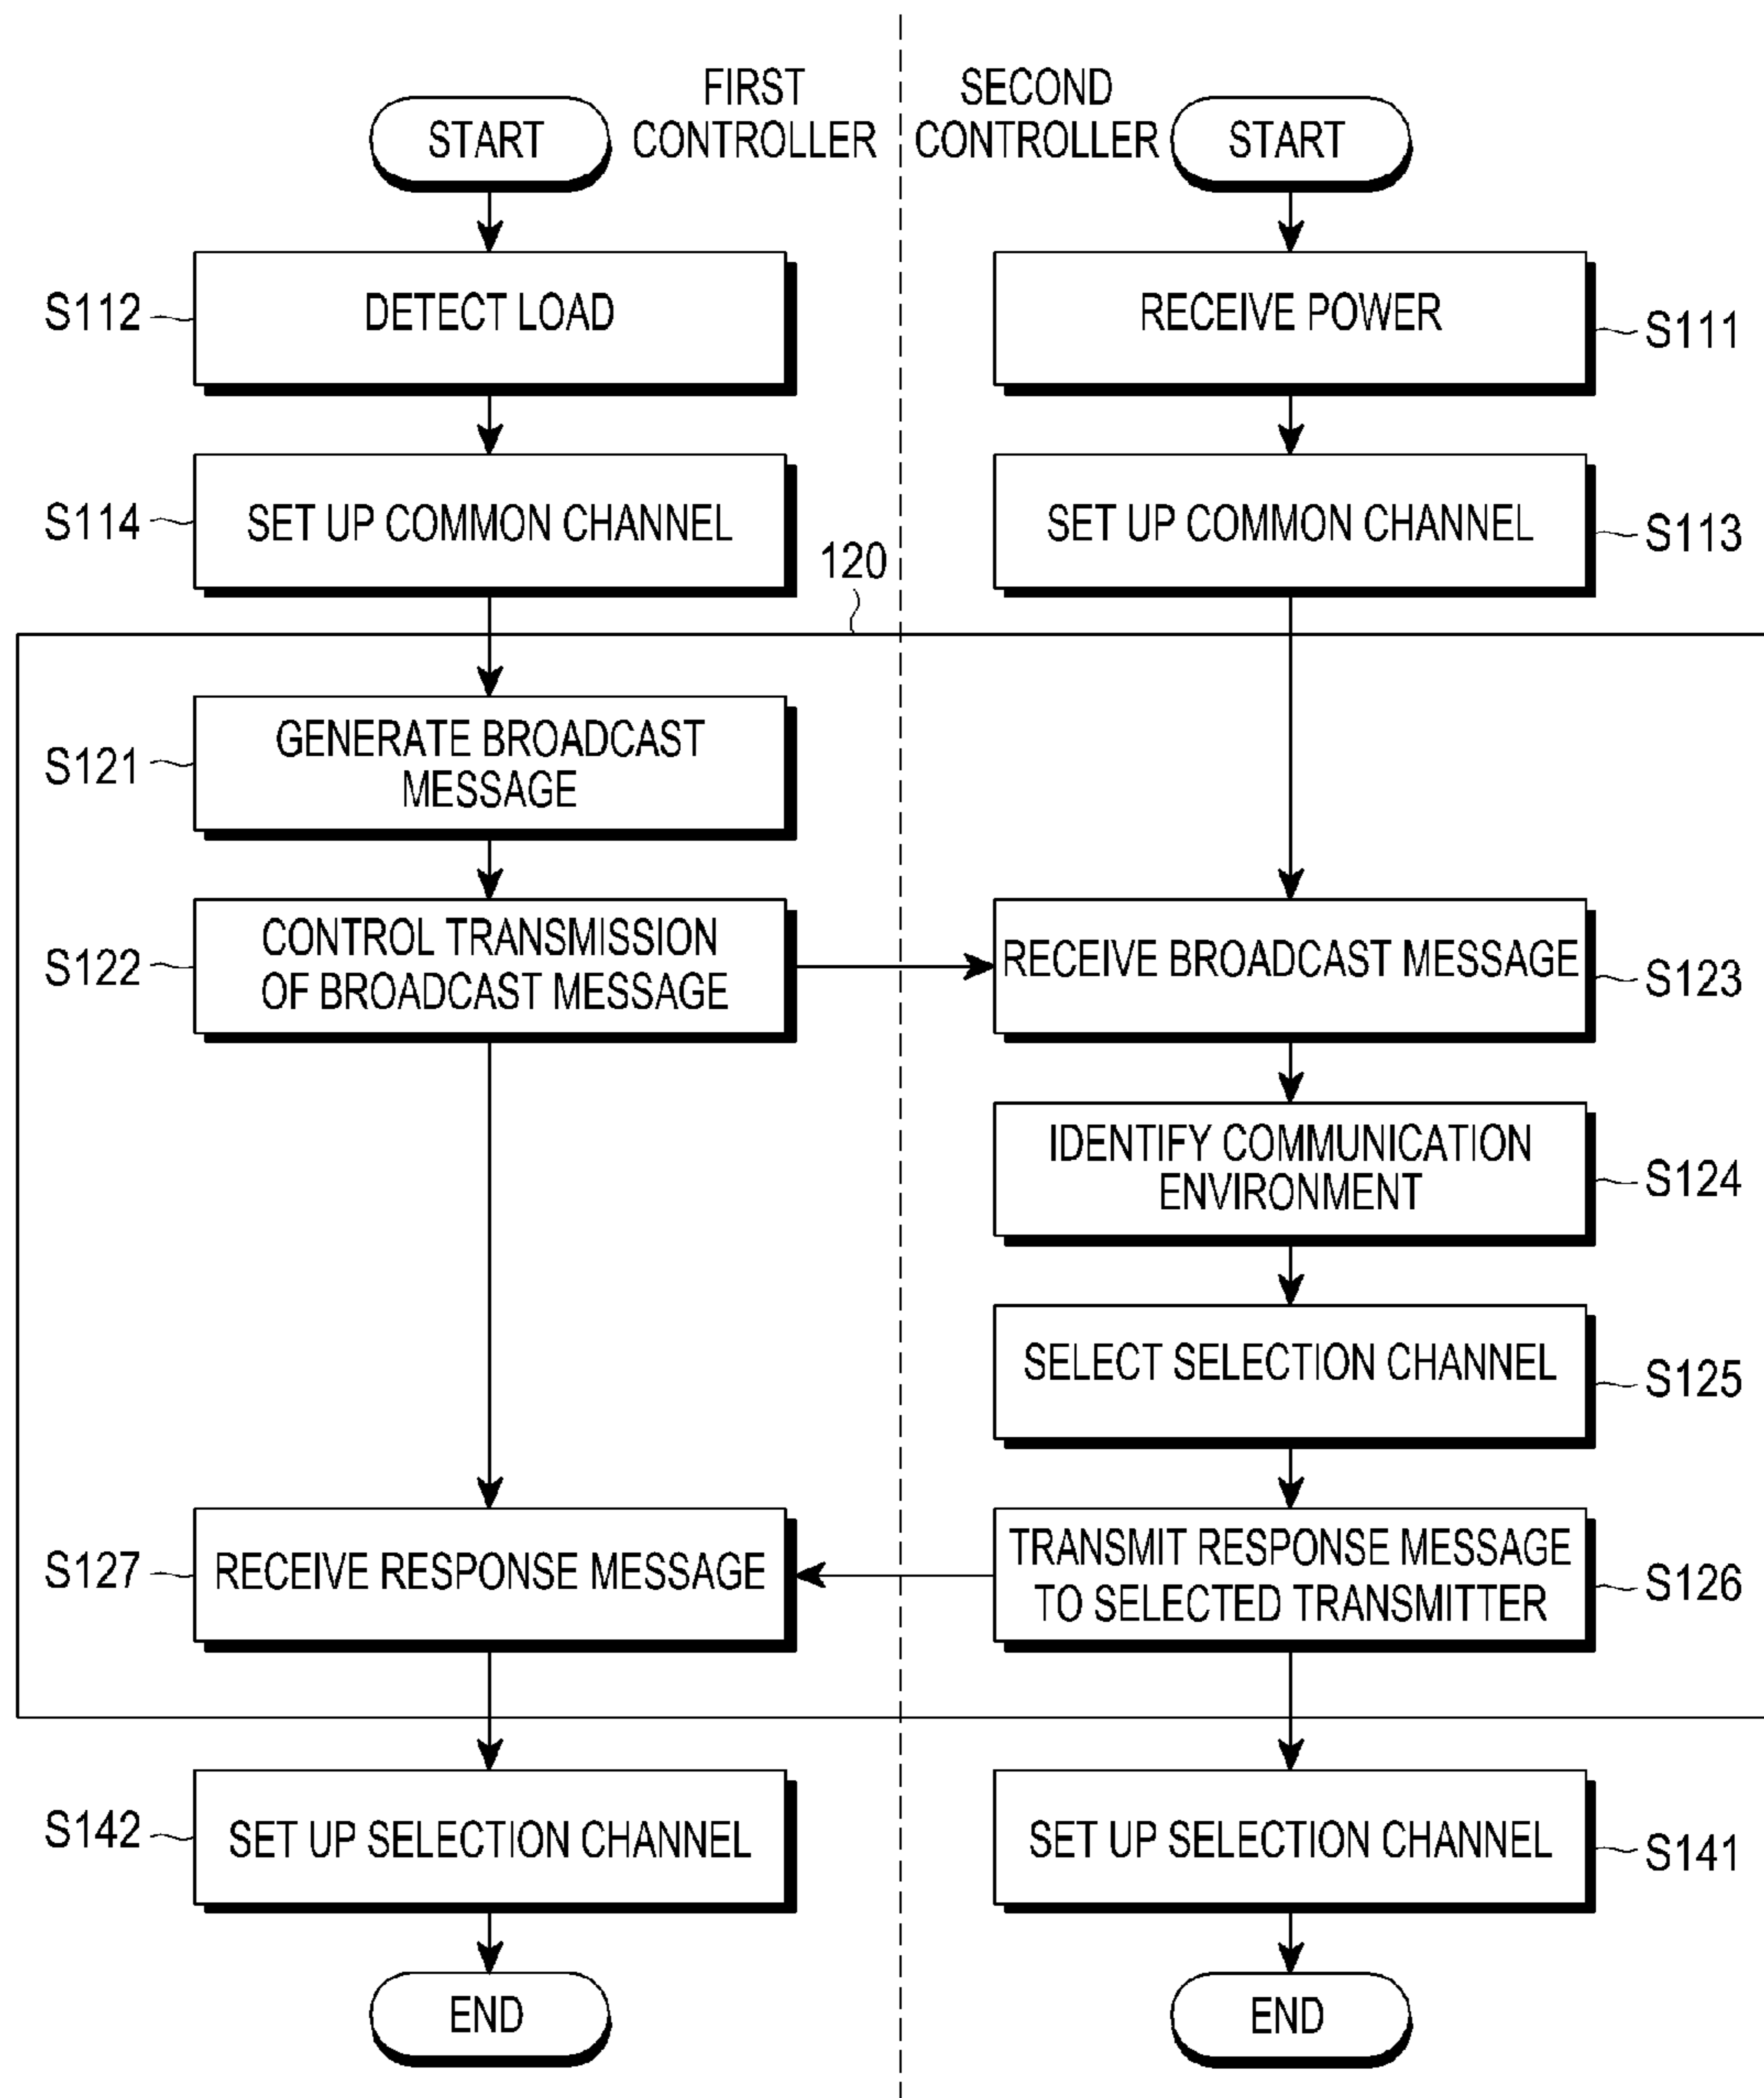 FIRST
CONTROLLER
SECOND
CONTROLLER
START
START
S112
DETECT LOAD
RECEIVE POWER
S111
S114
SET UP COMMON CHANNEL
SET UP COMMON CHANNEL
S113
120
S121
GENERATE BROADCAST
MESSAGE
S122
CONTROL TRANSMISSION
OF BROADCAST MESSAGE
RECEIVE BROADCAST MESSAGE
S123
IDENTIFY COMMUNICATION
ENVIRONMENT
S124
SELECT SELECTION CHANNEL
S125
S127
RECEIVE RESPONSE MESSAGE
TRANSMIT RESPONSE MESSAGE
TO SELECTED TRANSMITTER
S126
S142
SET UP SELECTION CHANNEL
SET UP SELECTION CHANNEL
S141
END
END